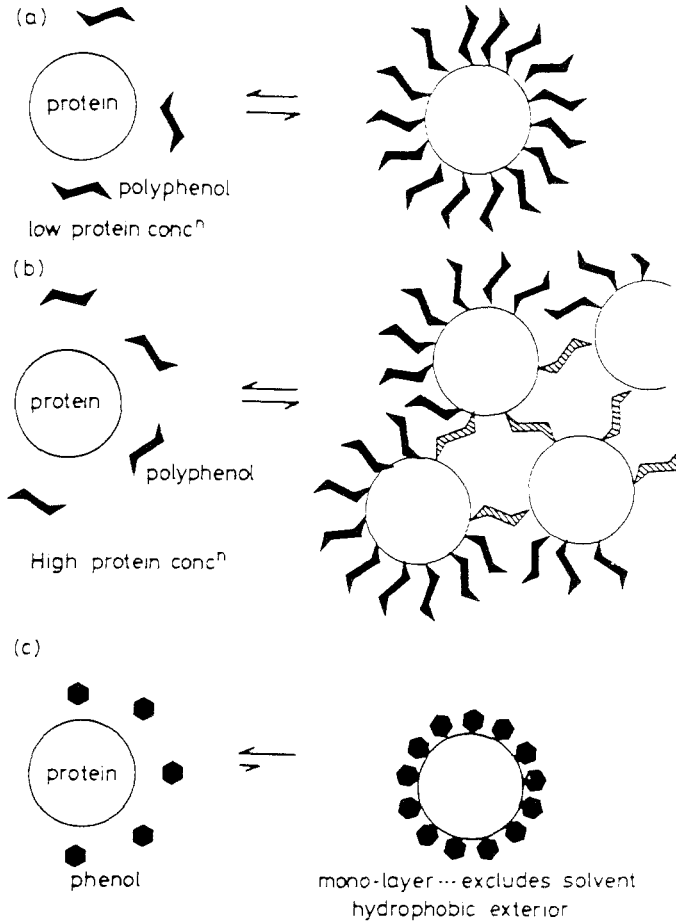 (a)
protein
polyphenol
low protein concⁿ
(b)
protein
polyphenol
High protein concⁿ
(c)
protein
phenol
mono-layer ··· excludes solvent
hydrophobic exterior